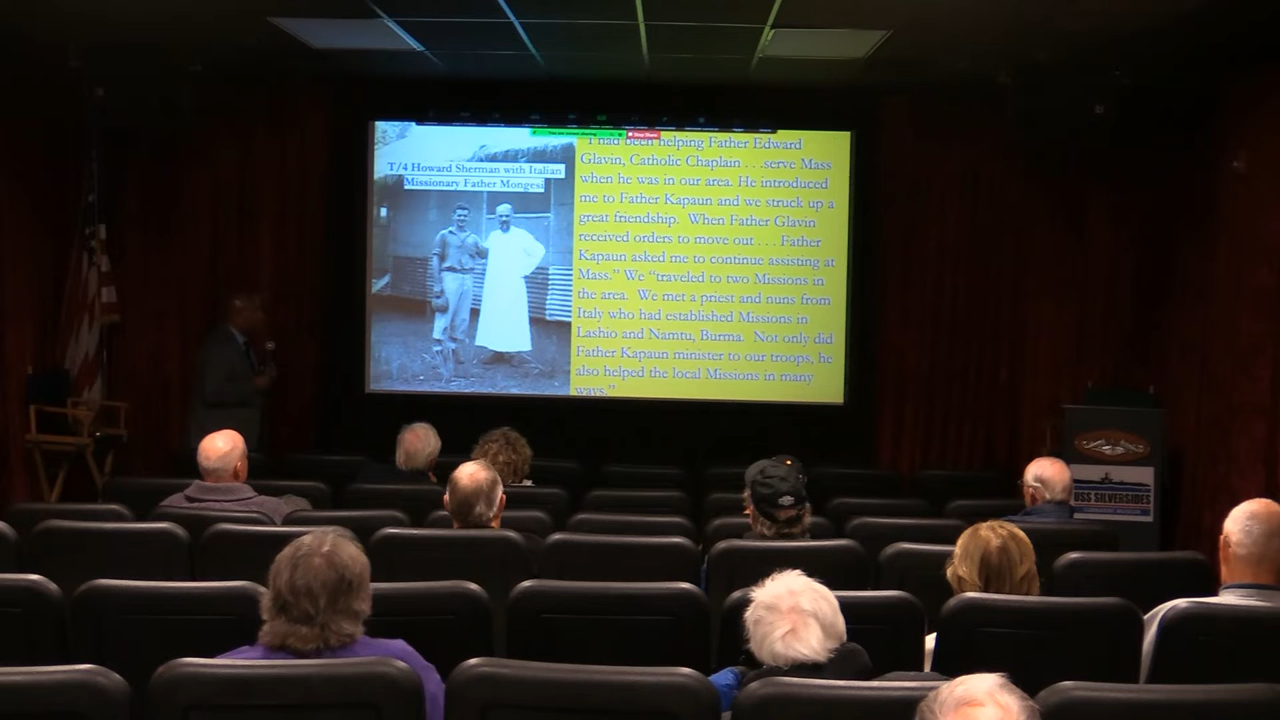 T/4 Howard Sherman with Italian
Missionary Father Mongesi
I had been helping Father Edward
Glavin, Catholic Chaplain . . .serve Mass
when he was in our area. He introduced
me to Father Kapaun and we struck up a
great friendship. When Father Glavin
received orders to move out . . . Father
Kapaun asked me to continue assisting at
Mass.” We “traveled to two Missions in
the area. We met a priest and nuns from
Italy who had established Missions in
Lashio and Namtu, Burma. Not only did
Father Kapaun minister to our troops, he
also helped the local Missions in many
ways.”
Stop Share
USS SILVERSIDES